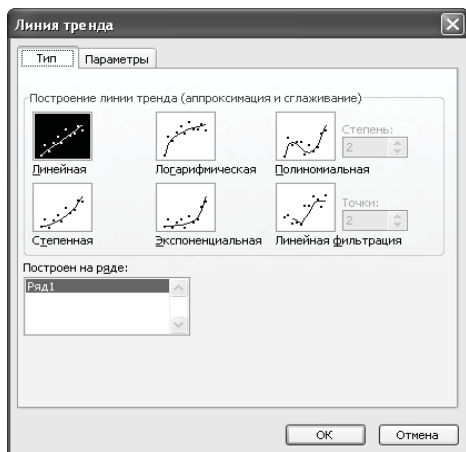 Линия тренда
Тип Параметры
Построение линии тренда (аппроксимация и сглаживание)
Линейная Логарифмическая Полиномиальная Степень:
2
Степенная Экспоненциальная Линейная фильтрация Точки:
2
Построен на ряде:
Ряд1
ОК Отмена